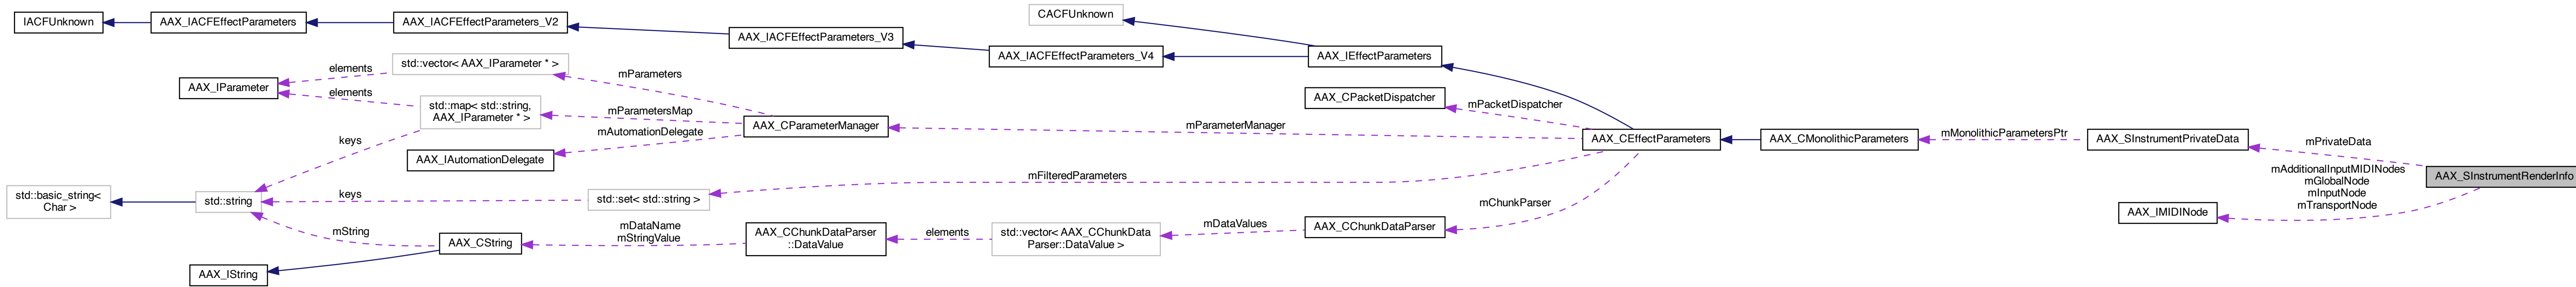 IACFUnknown
AAX_IACFEffectParameters
AAX_IACFEffectParameters_V2
AAX_IACFEffectParameters_V3
AAX_IACFEffectParameters_V4
CACFUnknown
AAX_IEffectParameters
AAX_IParameter
elements
elements
std::vector< AAX_IParameter * >
std::map< std::string,
AAX_IParameter * >
mParameters
mParametersMap
mAutomationDelegate
AAX_IAutomationDelegate
AAX_CParameterManager
mParameterManager
AAX_CPacketDispatcher
mPacketDispatcher
AAX_CEffectParameters
AAX_CMonolithicParameters
mMonolithicParametersPtr
AAX_SInstrumentPrivateData
mPrivateData
AAX_SInstrumentRenderInfo
mAdditionalInputMIDINodes
mGlobalNode
mInputNode
mTransportNode
AAX_IMIDINode
keys
std::basic_string<
Char >
std::string
keys
std::set< std::string >
mFilteredParameters
mChunkParser
mString
AAX_CString
mDataName
mStringValue
AAX_CChunkDataParser
::DataValue
elements
std::vector< AAX_CChunkData
Parser::DataValue >
mDataValues
AAX_CChunkDataParser
AAX_IString